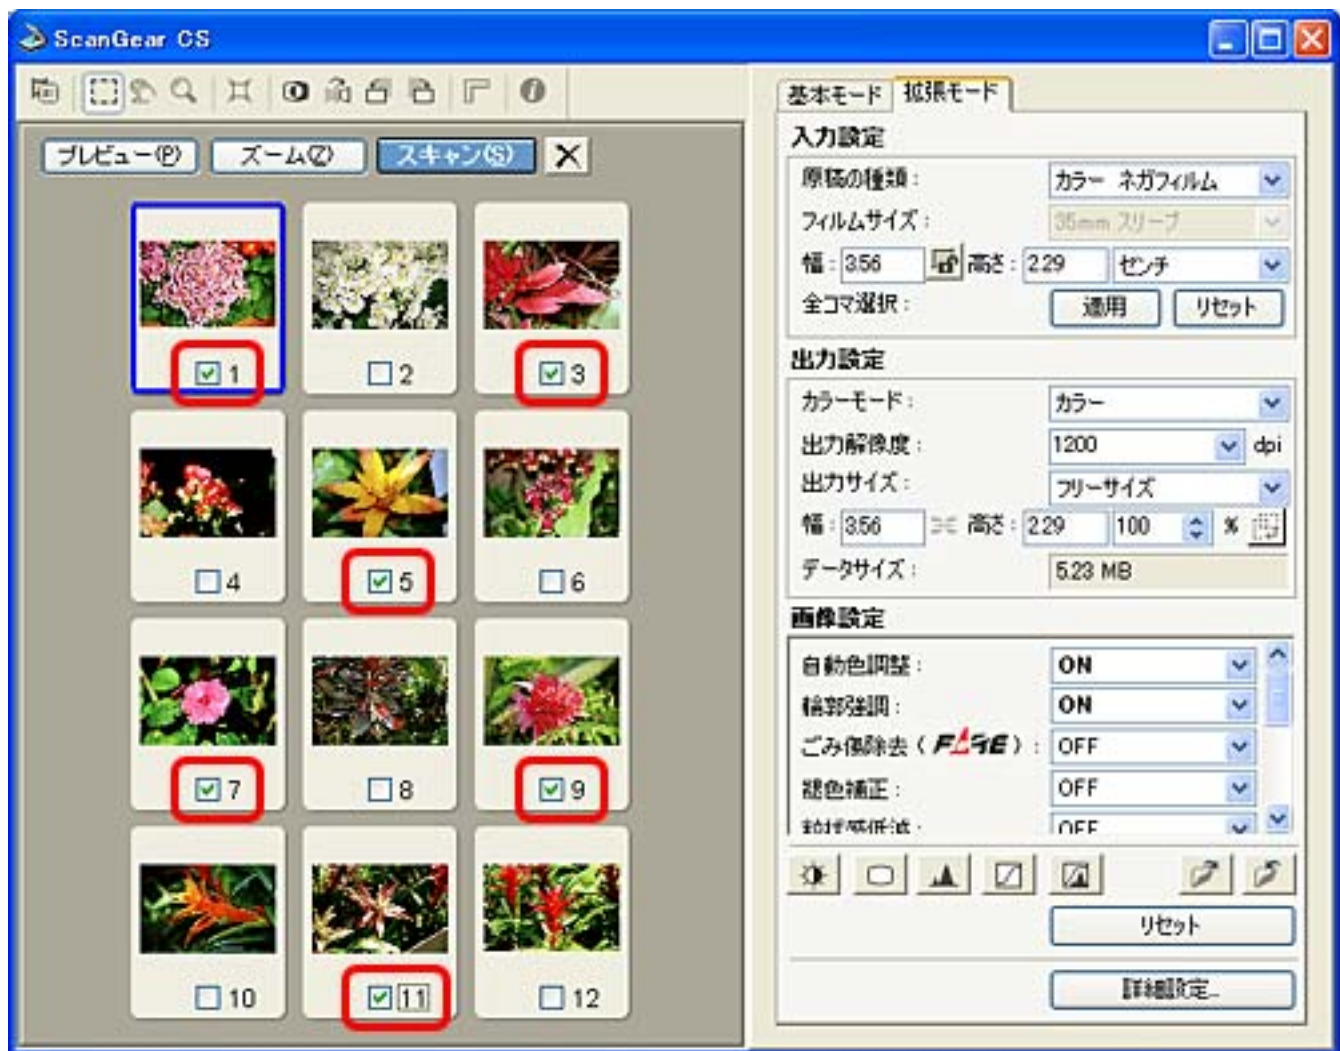 ScanGear CS
基本モード 拡張モード
プレビュー(P) ズーム(Z) スキャン(S)
1 2 3
4 5 6
7 8 9
10 11 12
入力設定
原稿の種類： カラー ネガフィルム
フィルムサイズ： 35mm スリーブ
幅：3.56 高さ：2.29 センチ
全コマ選択： 適用 リセット
出力設定
カラーモード： カラー
出力解像度： 1200 dpi
出力サイズ： フリーサイズ
幅：3.56 高さ：2.29 100 %
データサイズ： 5.23 MB
画像設定
自動色調整： ON
輪郭強調： ON
ごみ傷除去（FARE）： OFF
褪色補正： OFF
粒状感低減： OFF
リセット
詳細設定...